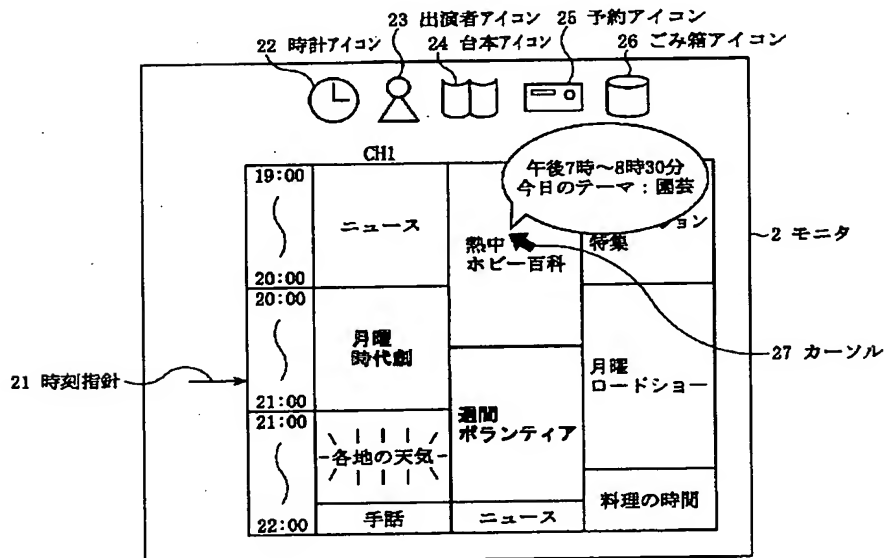 23 出演者アイコン
25 予約アイコン
22 時計アイコン
24 台本アイコン
26 ごみ箱アイコン
CH1
19:00
午後7時〜8時30分
今日のテーマ：園芸
ニュース
熱中
ホビー百科
ション
特集
2 モニタ
20:00
20:00
月曜
時代劇
月曜
ロードショー
27 カーソル
21 時刻指針
21:00
21:00
週間
ボランティア
各地の天気
料理の時間
22:00
手話
ニュース